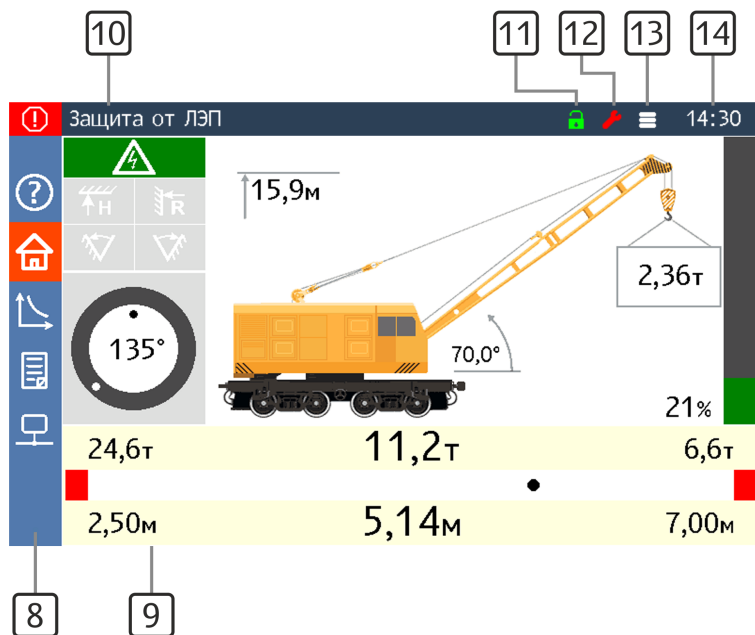 10 11 12 13 14
Защита от ЛЭП 14:30
?
H R
15,9м
2,36т
135°
70,0°
21%
24,6т 11,2т 6,6т
2,50м 5,14м 7,00м
8 9